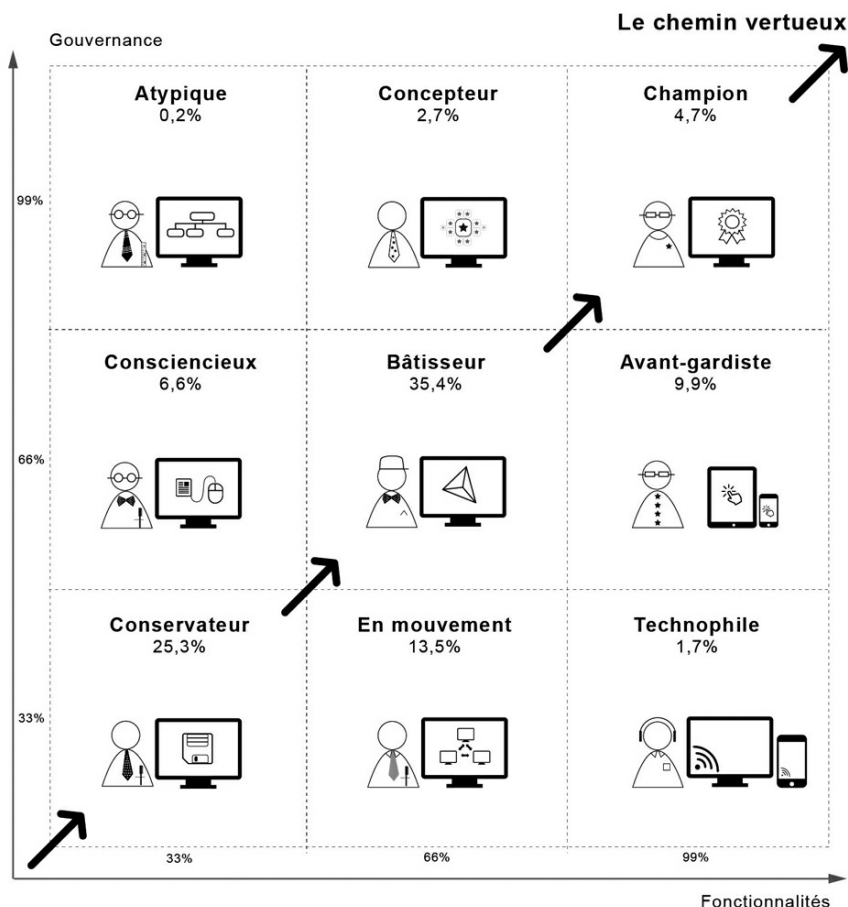 Le chemin vertueux
Gouvernance
Atypique
0,2%
Concepteur
2,7%
Champion
4,7%
99%
Consciencieux
6,6%
Bâtisseur
35,4%
Avant-gardiste
9,9%
66%
Conservateur
25,3%
En mouvement
13,5%
Technophile
1,7%
33%
33%
66%
99%
Fonctionnalités